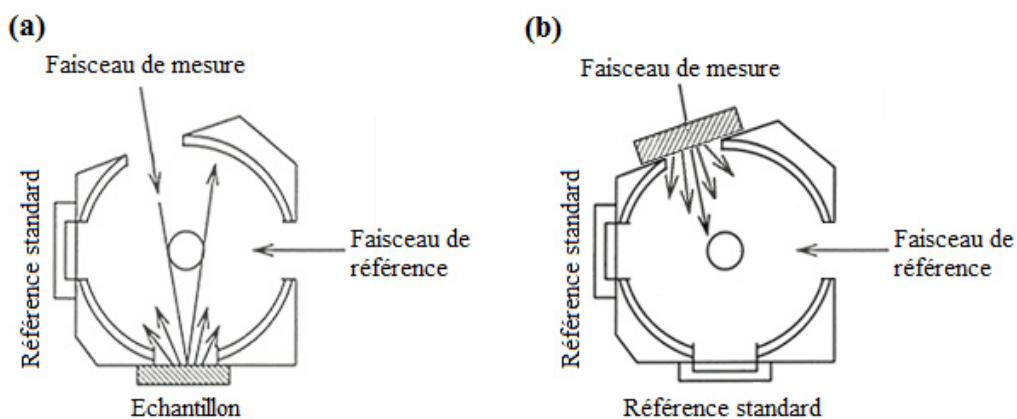 (a)
Faisceau de mesure
Référence standard
Faisceau de
référence
Echantillon
(b)
Faisceau de mesure
Référence standard
Faisceau de
référence
Référence standard